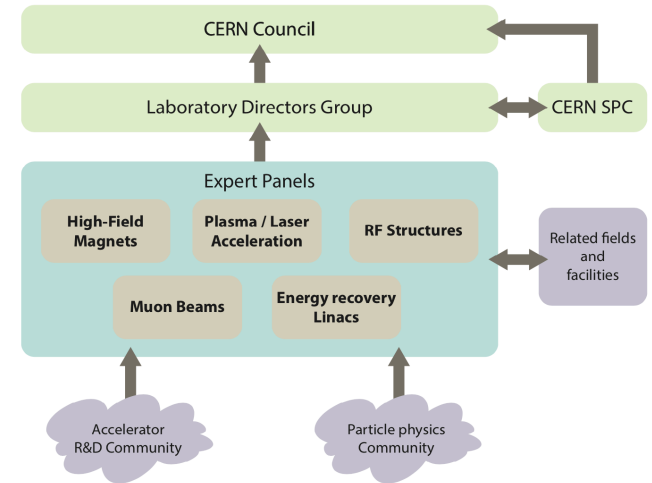 CERN Council
Laboratory Directors Group
CERN SPC
Expert Panels
High-Field
Magnets
Plasma / Laser
Acceleration
RF Structures
Related fields
and
facilities
Muon Beams
Energy recovery
Linacs
Accelerator
R&D Community
Particle physics
Community